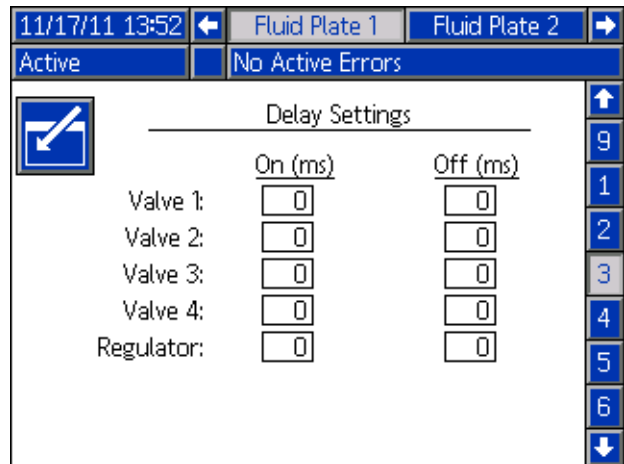 11/17/11 13:52 Fluid Plate 1 Fluid Plate 2
Active No Active Errors
Delay Settings
On (ms) Off (ms)
Valve 1: 0 0
Valve 2: 0 0
Valve 3: 0 0
Valve 4: 0 0
Regulator: 0 0
9
1
2
3
4
5
6